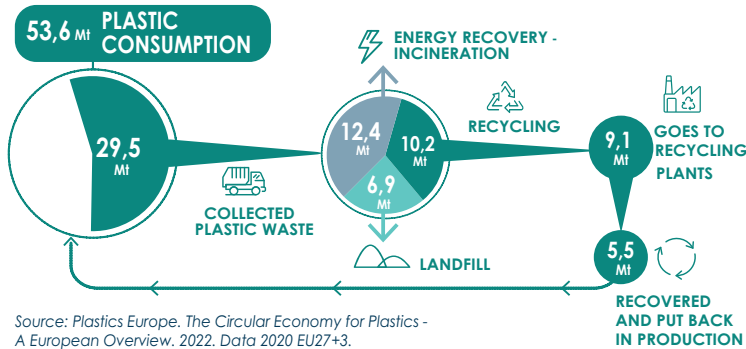 53,6 Mt PLASTIC
CONSUMPTION
29,5
Mt
COLLECTED
PLASTIC WASTE
ENERGY RECOVERY -
INCINERATION
12,4
Mt
10,2
Mt
6,9
Mt
RECYCLING
LANDFILL
9,1
Mt
GOES TO
RECYCLING
PLANTS
5,5
Mt
RECOVERED
AND PUT BACK
IN PRODUCTION
Source: Plastics Europe. The Circular Economy for Plastics -
A European Overview. 2022. Data 2020 EU27+3.